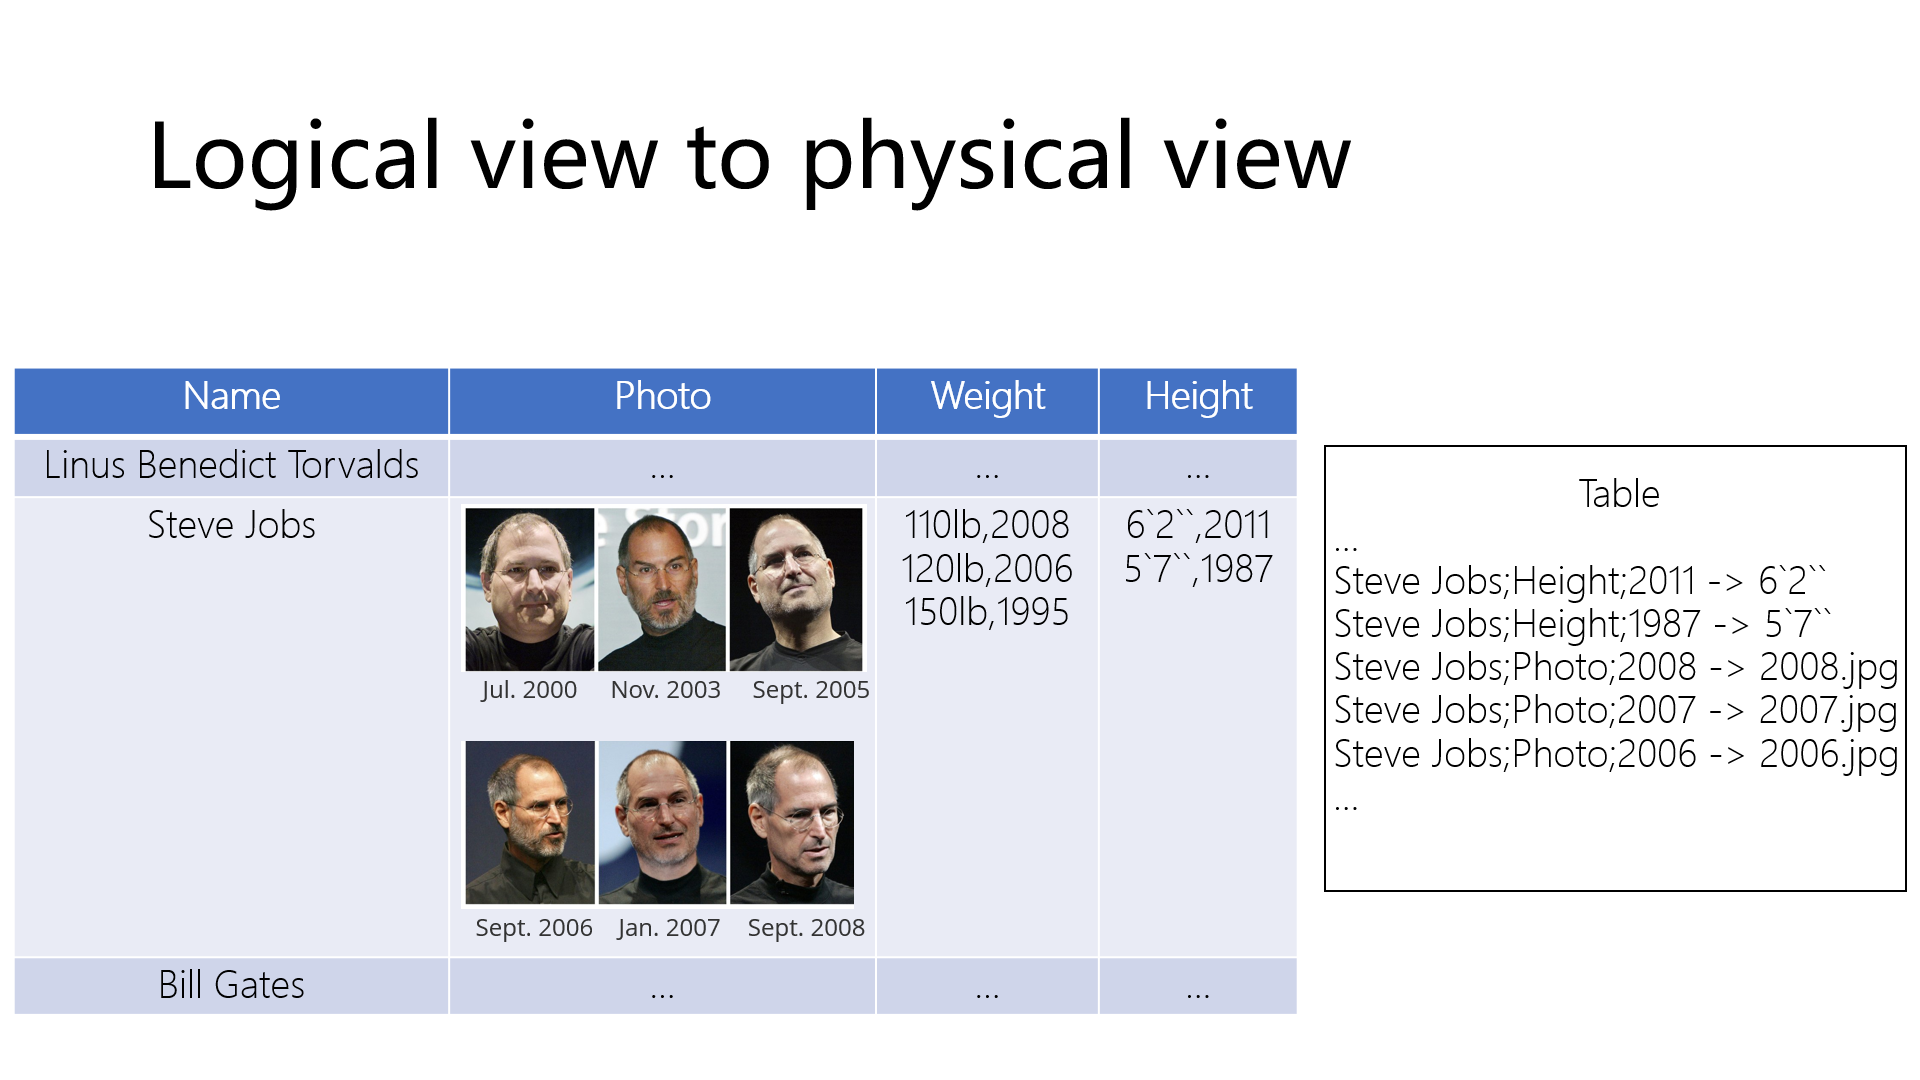 Logical view to physical view
Name Photo Weight Height
Linus Benedict Torvalds ... ... ...
Steve Jobs
110lb,2008
120lb,2006
150lb,1995
6`2``,2011
5`7``,1987
Jul. 2000 Nov. 2003 Sept. 2005
Sept. 2006 Jan. 2007 Sept. 2008
Bill Gates ... ... ...
Table
...
Steve Jobs;Height;2011 -> 6`2``
Steve Jobs;Height;1987 -> 5`7``
Steve Jobs;Photo;2008 -> 2008.jpg
Steve Jobs;Photo;2007 -> 2007.jpg
Steve Jobs;Photo;2006 -> 2006.jpg
...